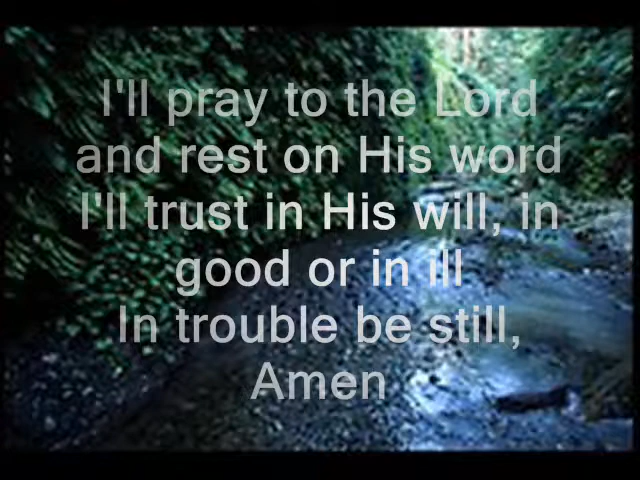 I'll pray to the Lord
and rest on His word
I'll trust in His will, in
good or in ill
In trouble be still,
Amen